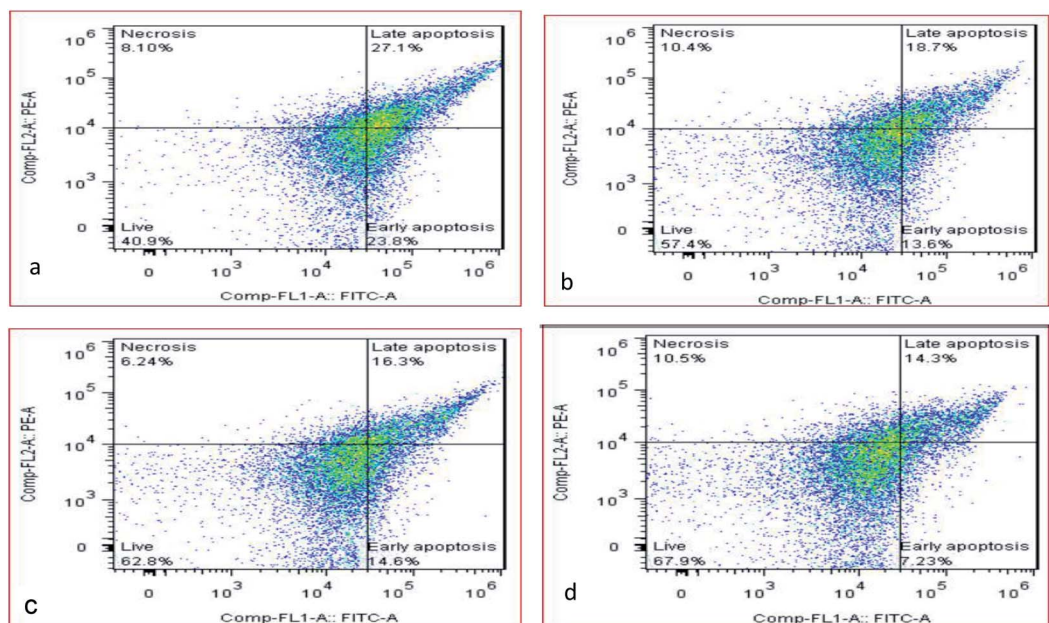 Necrosis Late apoptosis
8.10% 27.1%
10^6
10^5
10^4
10^3
0
Comp-FL2-A:: PE-A
Live Early apoptosis
40.9% 23.8%
0 10^3 10^4 10^5 10^6
Comp-FL1-A:: FITC-A
a
Necrosis Late apoptosis
10.4% 18.7%
10^6
10^5
10^4
10^3
0
Comp-FL2-A:: PE-A
Live Early apoptosis
57.4% 13.6%
0 10^3 10^4 10^5 10^6
Comp-FL1-A:: FITC-A
b
Necrosis Late apoptosis
6.24% 16.3%
10^6
10^5
10^4
10^3
0
Comp-FL2-A:: PE-A
Live Early apoptosis
62.8% 14.6%
0 10^3 10^4 10^5 10^6
Comp-FL1-A:: FITC-A
c
Necrosis Late apoptosis
10.5% 14.3%
10^6
10^5
10^4
10^3
0
Comp-FL2-A:: PE-A
Live Early apoptosis
67.9% 7.23%
0 10^3 10^4 10^5 10^6
Comp-FL1-A:: FITC-A
d